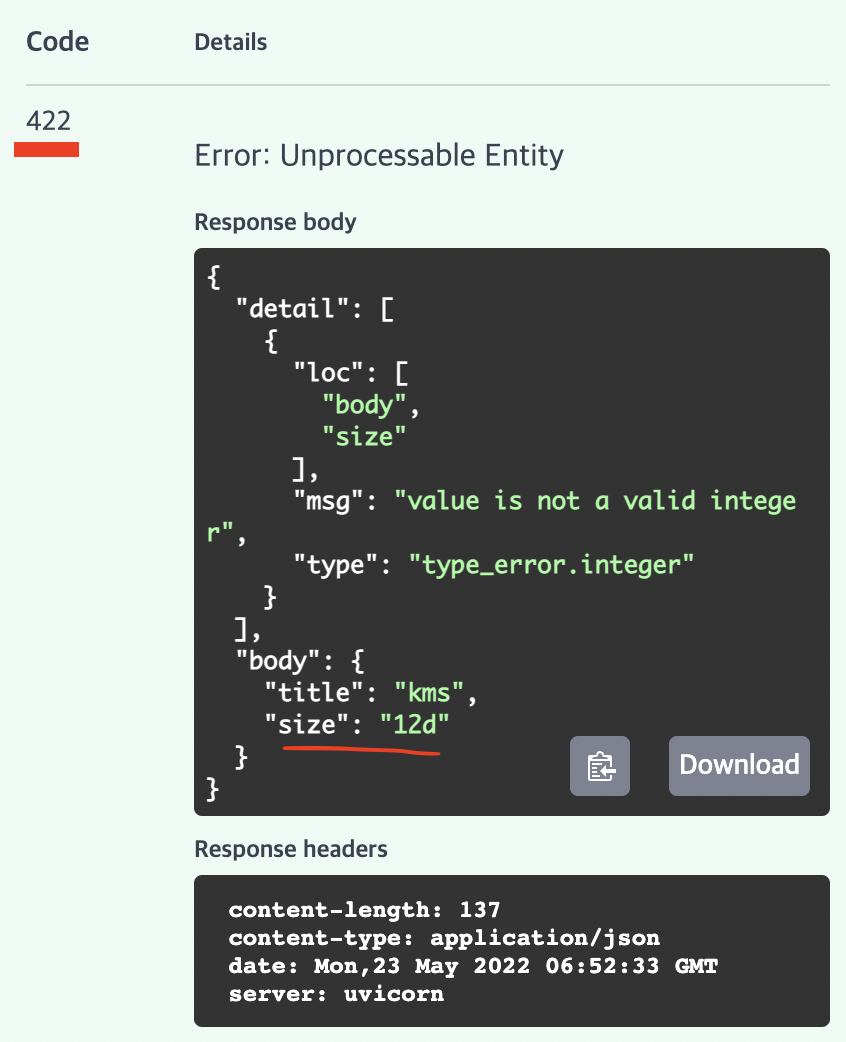 Code Details
422
Error: Unprocessable Entity
Response body
{
  "detail": [
    {
      "loc": [
        "body",
        "size"
      ],
      "msg": "value is not a valid intege
r",
      "type": "type_error.integer"
    }
  ],
  "body": {
    "title": "kms",
    "size": "12d"
  }
}
Download
Response headers
content-length: 137
content-type: application/json
date: Mon,23 May 2022 06:52:33 GMT
server: uvicorn